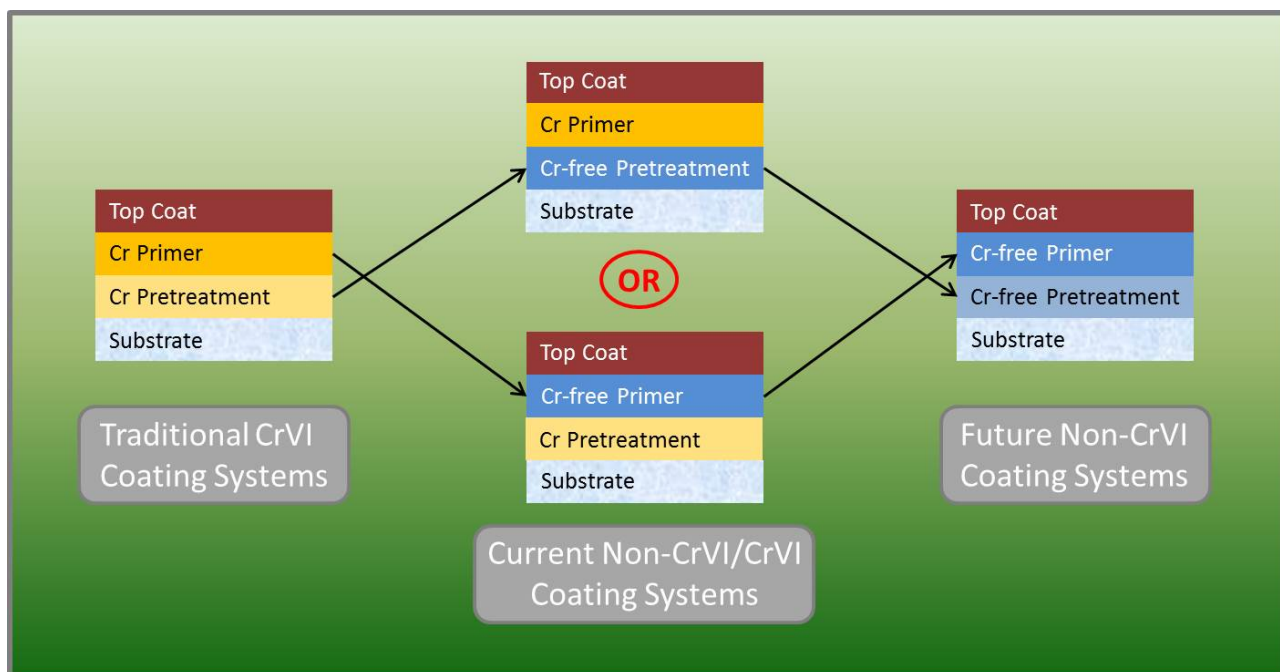 Top Coat
Cr Primer
Cr Pretreatment
Substrate
Traditional CrVI
Coating Systems
Top Coat
Cr Primer
Cr-free Pretreatment
Substrate
OR
Top Coat
Cr-free Primer
Cr Pretreatment
Substrate
Current Non-CrVI/CrVI
Coating Systems
Top Coat
Cr-free Primer
Cr-free Pretreatment
Substrate
Future Non-CrVI
Coating Systems